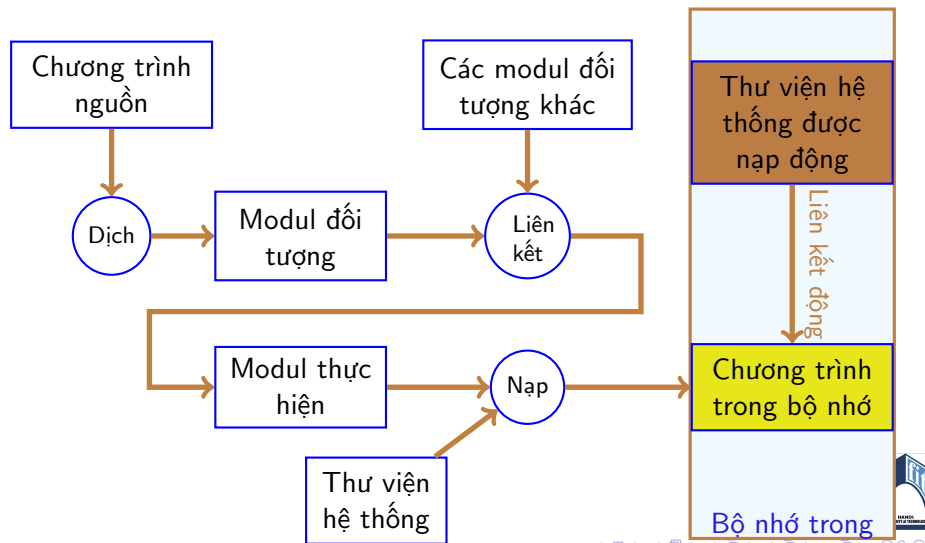 Chương trình
nguồn
Các modul đối
tượng khác
Thư viện hệ
thống được
nạp động
Dịch
Modul đối
tượng
Liên
kết
Liên kết động
Modul thực
hiện
Nạp
Chương trình
trong bộ nhớ
Thư viện
hệ thống
Bộ nhớ trong
HANOI